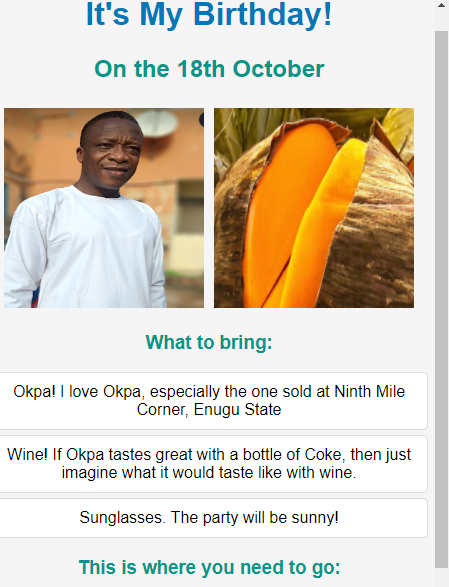 It's My Birthday!
On the 18th October
What to bring:
Okpa! I love Okpa, especially the one sold at Ninth Mile
Corner, Enugu State
Wine! If Okpa tastes great with a bottle of Coke, then just
imagine what it would taste like with wine.
Sunglasses. The party will be sunny!
This is where you need to go: